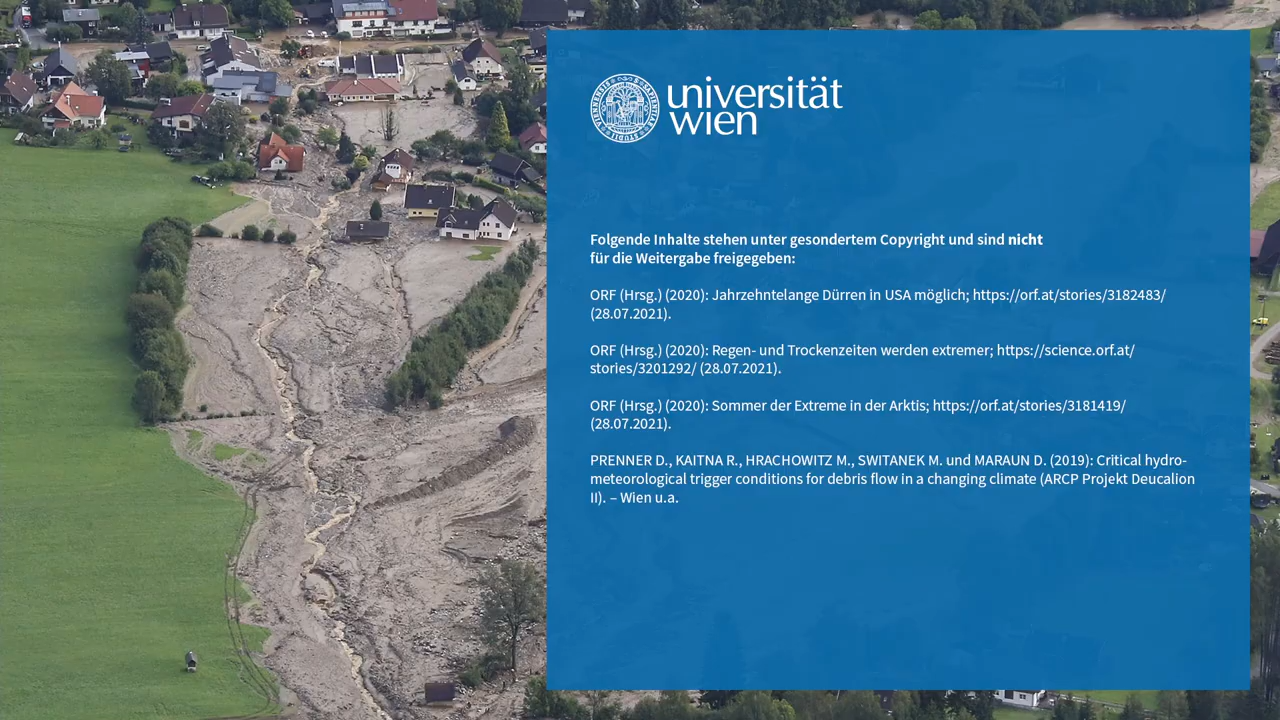 universität
wien
Folgende Inhalte stehen unter gesondertem Copyright und sind nicht
für die Weitergabe freigegeben:
ORF (Hrsg.) (2020): Jahrzehntelange Dürren in USA möglich; https://orf.at/stories/3182483/
(28.07.2021).
ORF (Hrsg.) (2020): Regen- und Trockenzeiten werden extremer; https://science.orf.at/
stories/3201292/ (28.07.2021).
ORF (Hrsg.) (2020): Sommer der Extreme in der Arktis; https://orf.at/stories/3181419/
(28.07.2021).
PRENNER D., KAITNA R., HRACHOWITZ M., SWITANEK M. und MARAUN D. (2019): Critical hydro-
meteorological trigger conditions for debris flow in a changing climate (ARCP Projekt Deucalion
II). – Wien u.a.